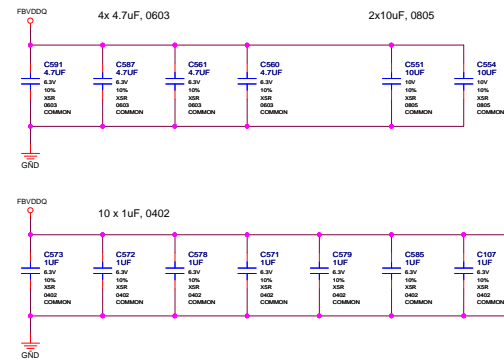 FBVDDQ
4x 4.7uF, 0603
2x10uF, 0805
C591
4.7UF
6.3V
10%
X5R
0603
COMMON
C587
4.7UF
6.3V
10%
X5R
0603
COMMON
C561
4.7UF
6.3V
10%
X5R
0603
COMMON
C560
4.7UF
6.3V
10%
X5R
0603
COMMON
C551
10UF
10V
10%
X5R
0805
COMMON
C554
10UF
10V
10%
X5R
0805
COMMON
GND
FBVDDQ
10 x 1uF, 0402
C573
1UF
6.3V
10%
X5R
0402
COMMON
C572
1UF
6.3V
10%
X5R
0402
COMMON
C578
1UF
6.3V
10%
X5R
0402
COMMON
C571
1UF
6.3V
10%
X5R
0402
COMMON
C579
1UF
6.3V
10%
X5R
0402
COMMON
C585
1UF
6.3V
10%
X5R
0402
COMMON
C107
1UF
6.3V
10%
X5R
0402
COMMON
GND